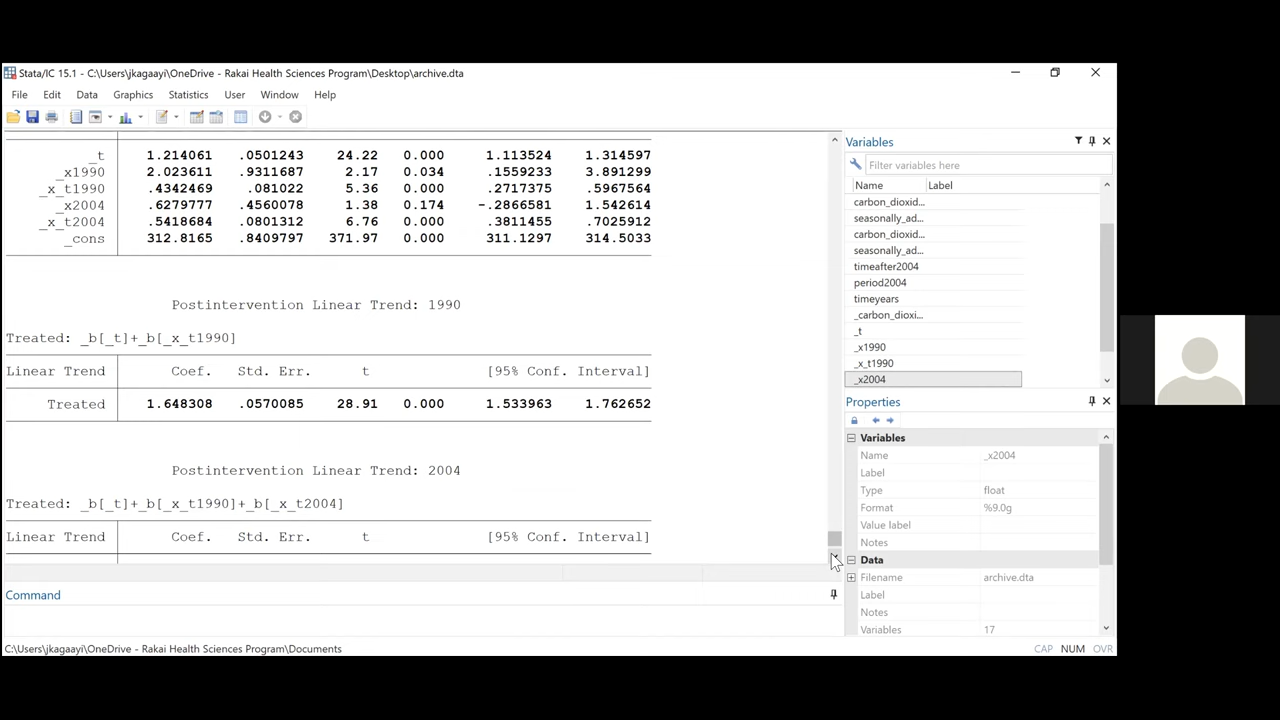 Stata/IC 15.1 - C:\Users\jkagaayi\OneDrive - Rakai Health Sciences Program\Desktop\archive.dta
File Edit Data Graphics Statistics User Window Help
_t 1.214061 .0501243 24.22 0.000 1.113524 1.314597
_x1990 2.023611 .9311687 2.17 0.034 .1559233 3.891299
_x_t1990 .4342469 .081022 5.36 0.000 .2717375 .5967564
_x2004 .6279777 .4560078 1.38 0.174 -.2866581 1.542614
_x_t2004 .5418684 .0801312 6.76 0.000 .3811455 .7025912
_cons 312.8165 .8409797 371.97 0.000 311.1297 314.5033
Postintervention Linear Trend: 1990
Treated: _b[_t]+_b[_x_t1990]
Linear Trend Coef. Std. Err. t [95% Conf. Interval]
Treated 1.648308 .0570085 28.91 0.000 1.533963 1.762652
Postintervention Linear Trend: 2004
Treated: _b[_t]+_b[_x_t1990]+_b[_x_t2004]
Linear Trend Coef. Std. Err. t [95% Conf. Interval]
Command
C:\Users\jkagaayi\OneDrive - Rakai Health Sciences Program\Documents
Variables
Filter variables here
Name Label
carbon_dioxid...
seasonally_ad...
carbon_dioxid...
seasonally_ad...
timeafter2004
period2004
timeyears
_carbon_dioxi...
_t
_x1990
_x_t1990
_x2004
Properties
Variables
Name _x2004
Label
Type float
Format %9.0g
Value label
Notes
Data
Filename archive.dta
Label
Notes
Variables 17
CAP NUM OVR